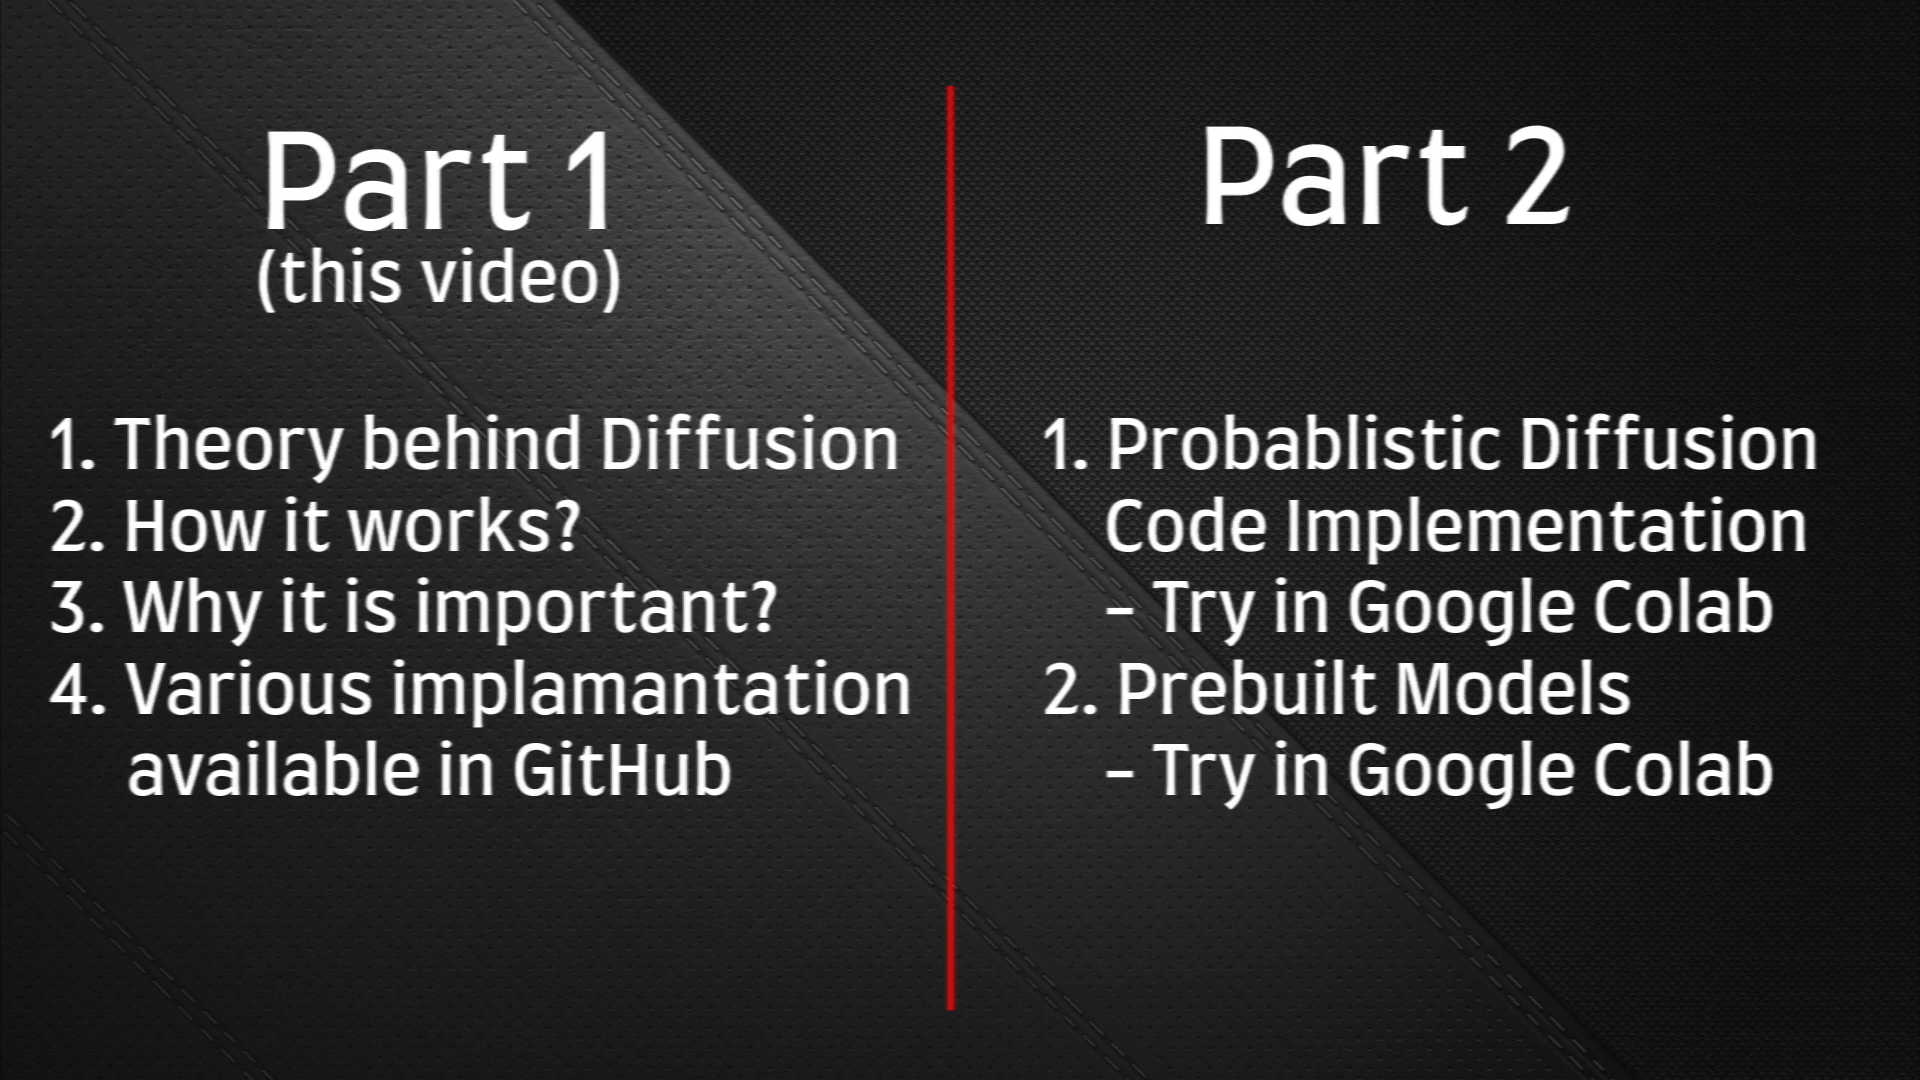 Part 1
(this video)
1. Theory behind Diffusion
2. How it works?
3. Why it is important?
4. Various implamantation
available in GitHub
Part 2
1. Probablistic Diffusion
Code Implementation
– Try in Google Colab
2. Prebuilt Models
– Try in Google Colab